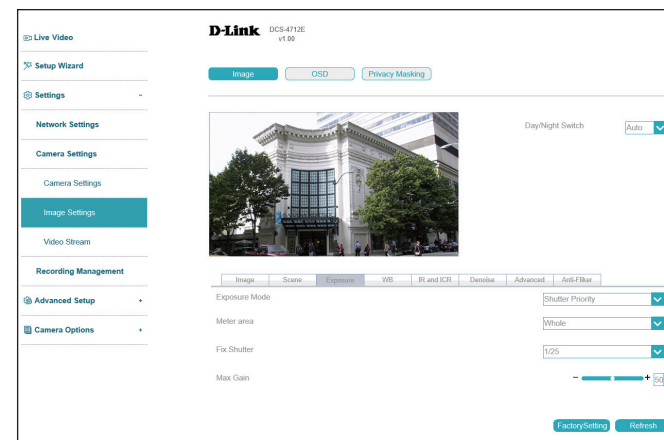 D-Link DCS-4712E
v1.00
Live Video
Setup Wizard
Settings -
Network Settings
Camera Settings
Camera Settings
Image Settings
Video Stream
Recording Management
Advanced Setup +
Camera Options +
Image OSD Privacy Masking
Day/Night Switch Auto
Image Scene Exposure WB IR and ICR Denoise Advanced Anti-Fliker
Exposure Mode Shutter Priority
Meter area Whole
Fix Shutter 1/25
Max Gain - + 50
FactorySetting Refresh